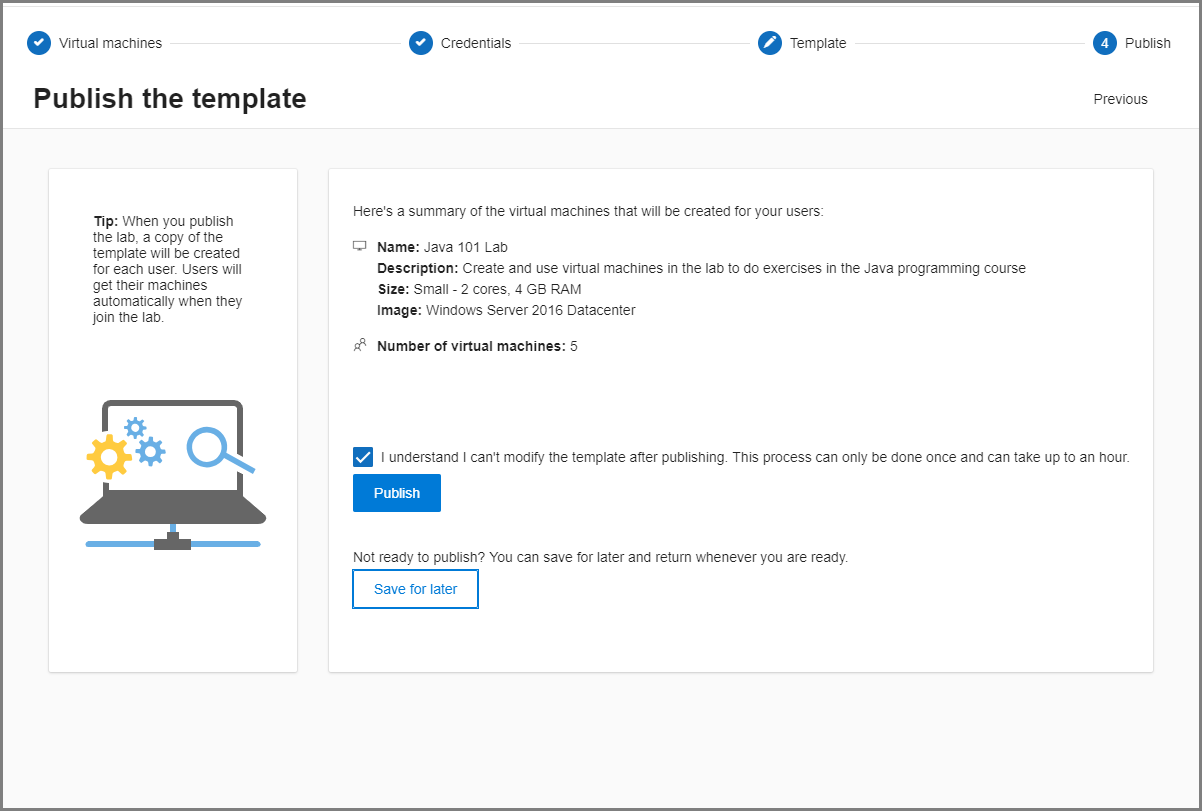 Virtual machines
Credentials
Template
4 Publish
Publish the template
Previous
Tip: When you publish
the lab, a copy of the
template will be created
for each user. Users will
get their machines
automatically when they
join the lab.
Here's a summary of the virtual machines that will be created for your users:
Name: Java 101 Lab
Description: Create and use virtual machines in the lab to do exercises in the Java programming course
Size: Small - 2 cores, 4 GB RAM
Image: Windows Server 2016 Datacenter
Number of virtual machines: 5
I understand I can't modify the template after publishing. This process can only be done once and can take up to an hour.
Publish
Not ready to publish? You can save for later and return whenever you are ready.
Save for later